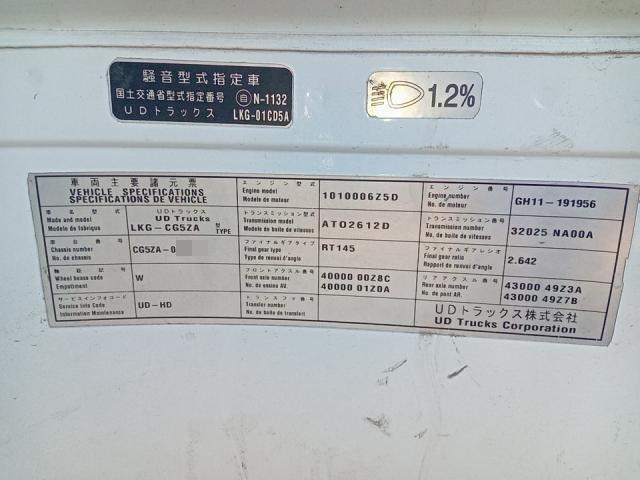 騒音型式指定車
国土交通省型式指定番号 自 N-1132
UDトラックス LKG-01CD5A
1.2%
車両主要諸元票
VEHICLE SPECIFICATIONS
SPECIFICATIONS DE VEHICLE
車名型式
Make and model
Modele de fabrique
UDトラックス
UD Trucks
LKG-CG5ZA 型 TYPE
車台番号
Chassis number
No. de chassis
CG5ZA-0
軸距記号
Wheel base code
Empattement
W
サービスインフォコード
Service Info Code
Information Maintenance
UD-HD
エンジン型式
Engine model
Modele de moteur
1010006Z5D
トランスミッション型式
Transmission model
Modele de boite de vitesses
ATO2612D
ファイナルギアタイプ
Final gear type
Type de renvoi d'angle
RT145
フロントアクスル番号
Front axle number
No. de essieu AV.
40000 00Z8C
40000 01Z0A
トランスファ番号
Transfer number
No. de boite de transfert
エンジン番号
Engine number
No. de moteur
GH11-191956
トランスミッション番号
Transmission number
No. de boite de vitesses
32025 NA00A
ファイナルギアレシオ
Final gear ratio
Rapport de renvoi d'angle
2.642
リアアクスル番号
Rear axle number
No. de pont AR.
43000 49Z3A
43000 49Z7B
UDトラックス株式会社
UD Trucks Corporation